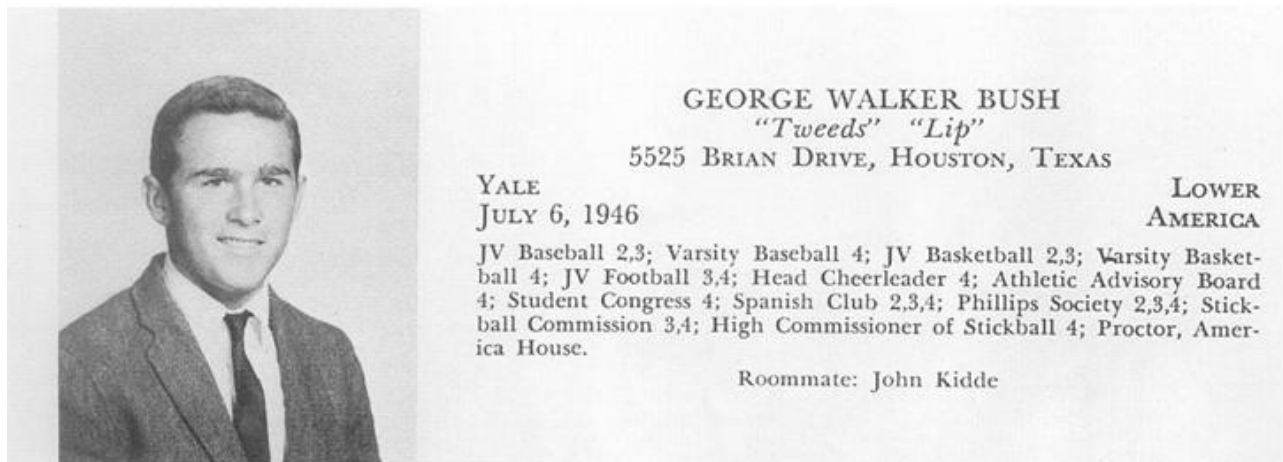 GEORGE WALKER BUSH
"Tweeds" "Lip"
5525 BRIAN DRIVE, HOUSTON, TEXAS
YALE LOWER
JULY 6, 1946 AMERICA
JV Baseball 2,3; Varsity Baseball 4; JV Basketball 2,3; Varsity Basket-
ball 4; JV Football 3,4; Head Cheerleader 4; Athletic Advisory Board
4; Student Congress 4; Spanish Club 2,3,4; Phillips Society 2,3,4; Stick-
ball Commission 3,4; High Commissioner of Stickball 4; Proctor, Amer-
ica House.
Roommate: John Kidde